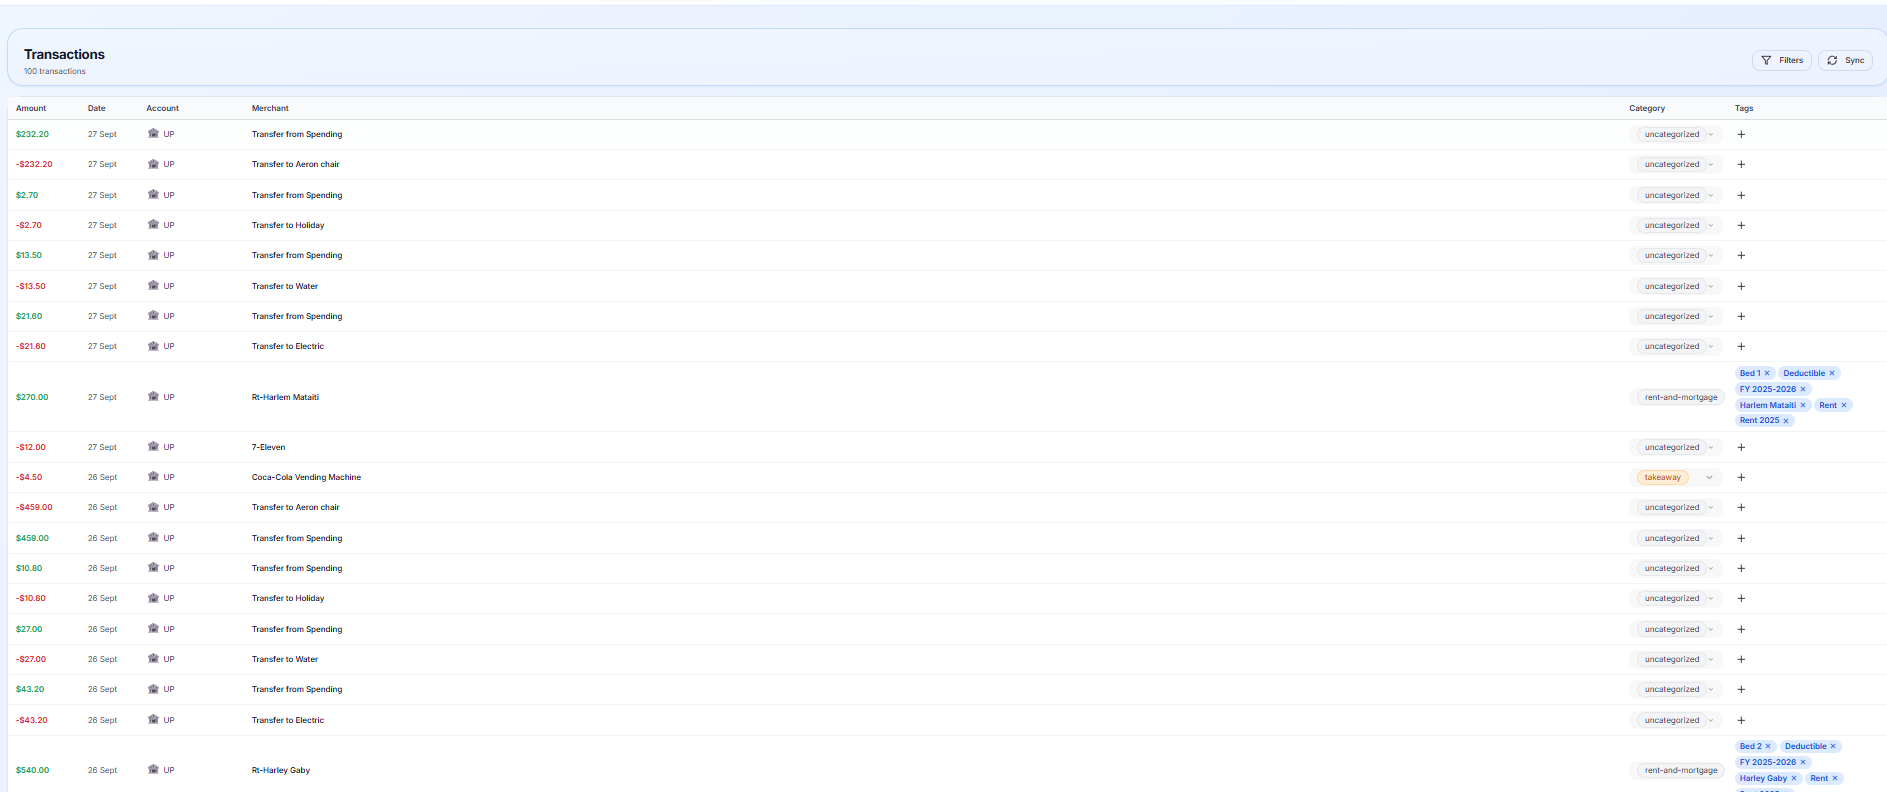 Transactions
100 transactions
Filters Sync
Amount Date Account Merchant Category Tags
$232.20 27 Sept UP Transfer from Spending uncategorized +
-$232.20 27 Sept UP Transfer to Aeron chair uncategorized +
$2.70 27 Sept UP Transfer from Spending uncategorized +
-$2.70 27 Sept UP Transfer to Holiday uncategorized +
$13.50 27 Sept UP Transfer from Spending uncategorized +
-$13.50 27 Sept UP Transfer to Water uncategorized +
$21.60 27 Sept UP Transfer from Spending uncategorized +
-$21.60 27 Sept UP Transfer to Electric uncategorized +
$270.00 27 Sept UP Rt-Harlem Mataiti rent-and-mortgage
Bed 1 × Deductible ×
FY 2025-2026 ×
Harlem Mataiti × Rent ×
Rent 2025 ×
-$12.00 27 Sept UP 7-Eleven uncategorized +
-$4.50 26 Sept UP Coca-Cola Vending Machine takeaway +
-$459.00 26 Sept UP Transfer to Aeron chair uncategorized +
$459.00 26 Sept UP Transfer from Spending uncategorized +
$10.80 26 Sept UP Transfer from Spending uncategorized +
-$10.80 26 Sept UP Transfer to Holiday uncategorized +
$27.00 26 Sept UP Transfer from Spending uncategorized +
-$27.00 26 Sept UP Transfer to Water uncategorized +
$43.20 26 Sept UP Transfer from Spending uncategorized +
-$43.20 26 Sept UP Transfer to Electric uncategorized +
$540.00 26 Sept UP Rt-Harley Gaby rent-and-mortgage
Bed 2 × Deductible ×
FY 2025-2026 ×
Harley Gaby × Rent ×